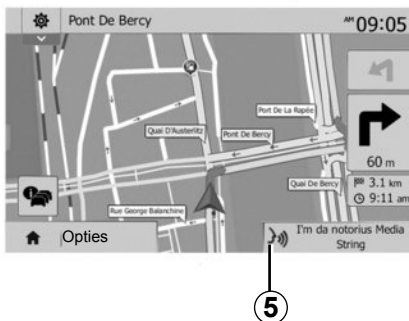 Pont De Bercy
AM 09:05
Port De La Rapée
Quai D'Austerlitz
Pont De Bercy
60 m
Quai De Bercy
3.1 km
9:11 am
Rue George Balanchine
Opties
I'm da notorius Media
String
5